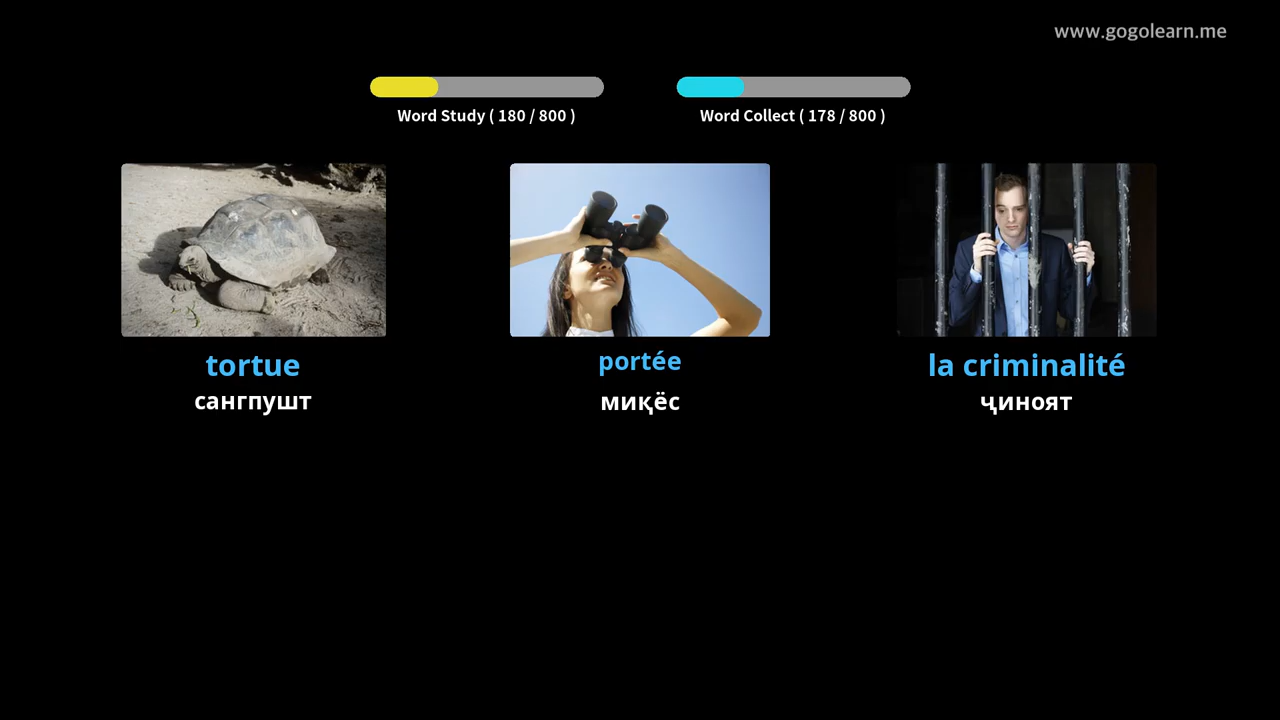 www.gogolearn.me
Word Study ( 180 / 800 )
Word Collect ( 178 / 800 )
tortue
сангпушт
portée
миқёс
la criminalité
ҷиноят